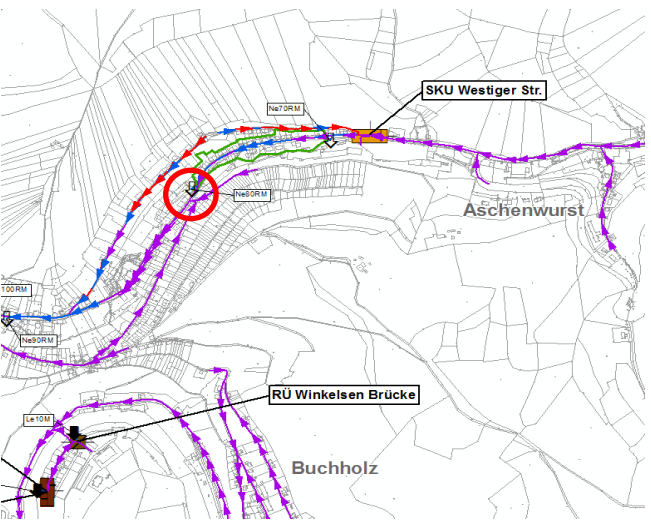 SKU Westiger Str.
Ne70RM
Ne80RM
Aschenwurst
100RM
Ne90RM
RÜ Winkelsen Brücke
Le10M
Buchholz